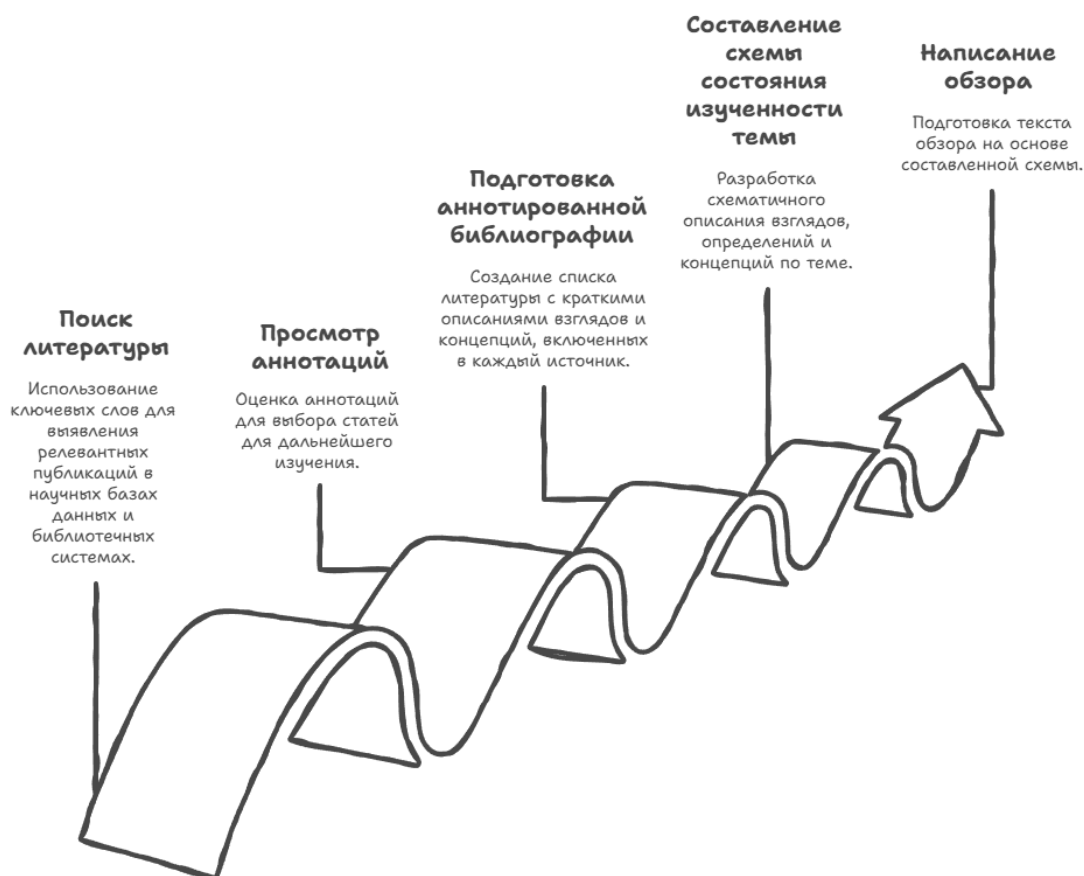 Поиск
литературы
Использование
ключевых слов для
выявления
релевантных
публикаций в
научных базах
данных и
библиотечных
системах.
Просмотр
аннотаций
Оценка аннотаций
для выбора статей
для дальнейшего
изучения.
Подготовка
аннотированной
библиографии
Создание списка
литературы с краткими
описаниями взглядов и
концепций, включенных
в каждый источник.
Составление
схемы
состояния
изученности
темы
Разработка
схематичного
описания взглядов,
определений и
концепций по теме.
Написание
обзора
Подготовка текста
обзора на основе
составленной схемы.